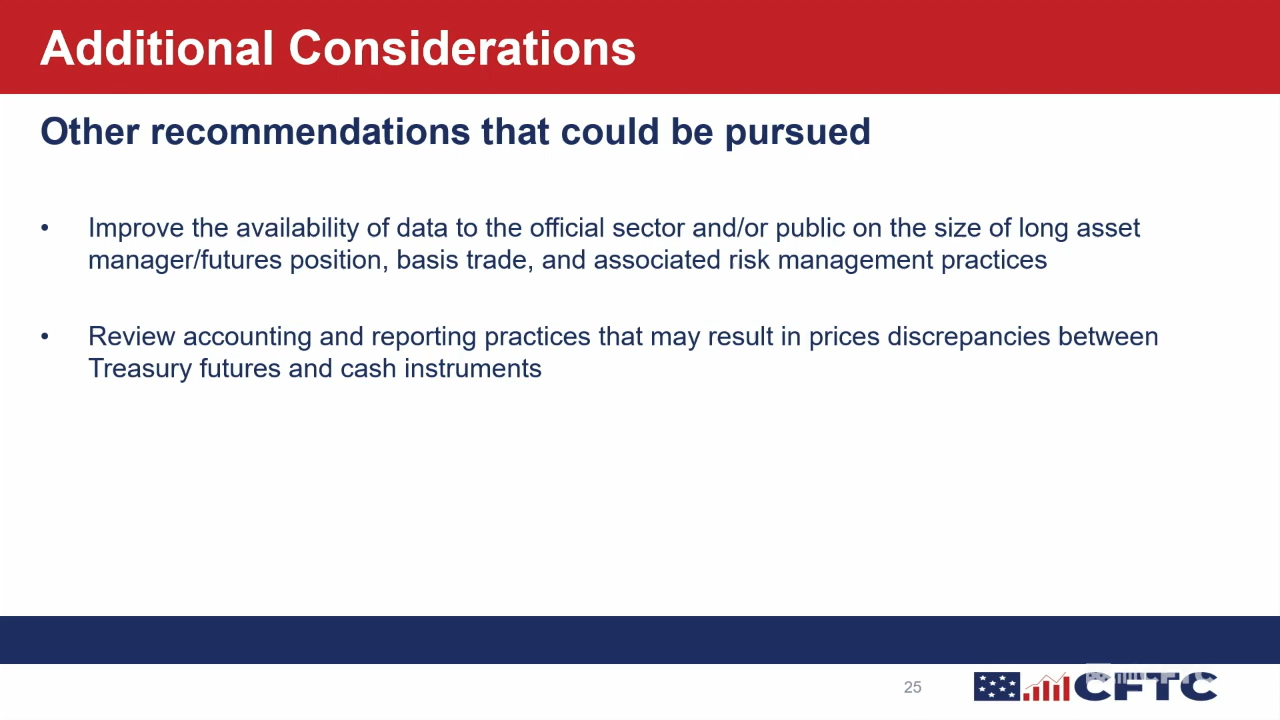 Additional Considerations
Other recommendations that could be pursued
• Improve the availability of data to the official sector and/or public on the size of long asset
manager/futures position, basis trade, and associated risk management practices
• Review accounting and reporting practices that may result in prices discrepancies between
Treasury futures and cash instruments
25
CFTC